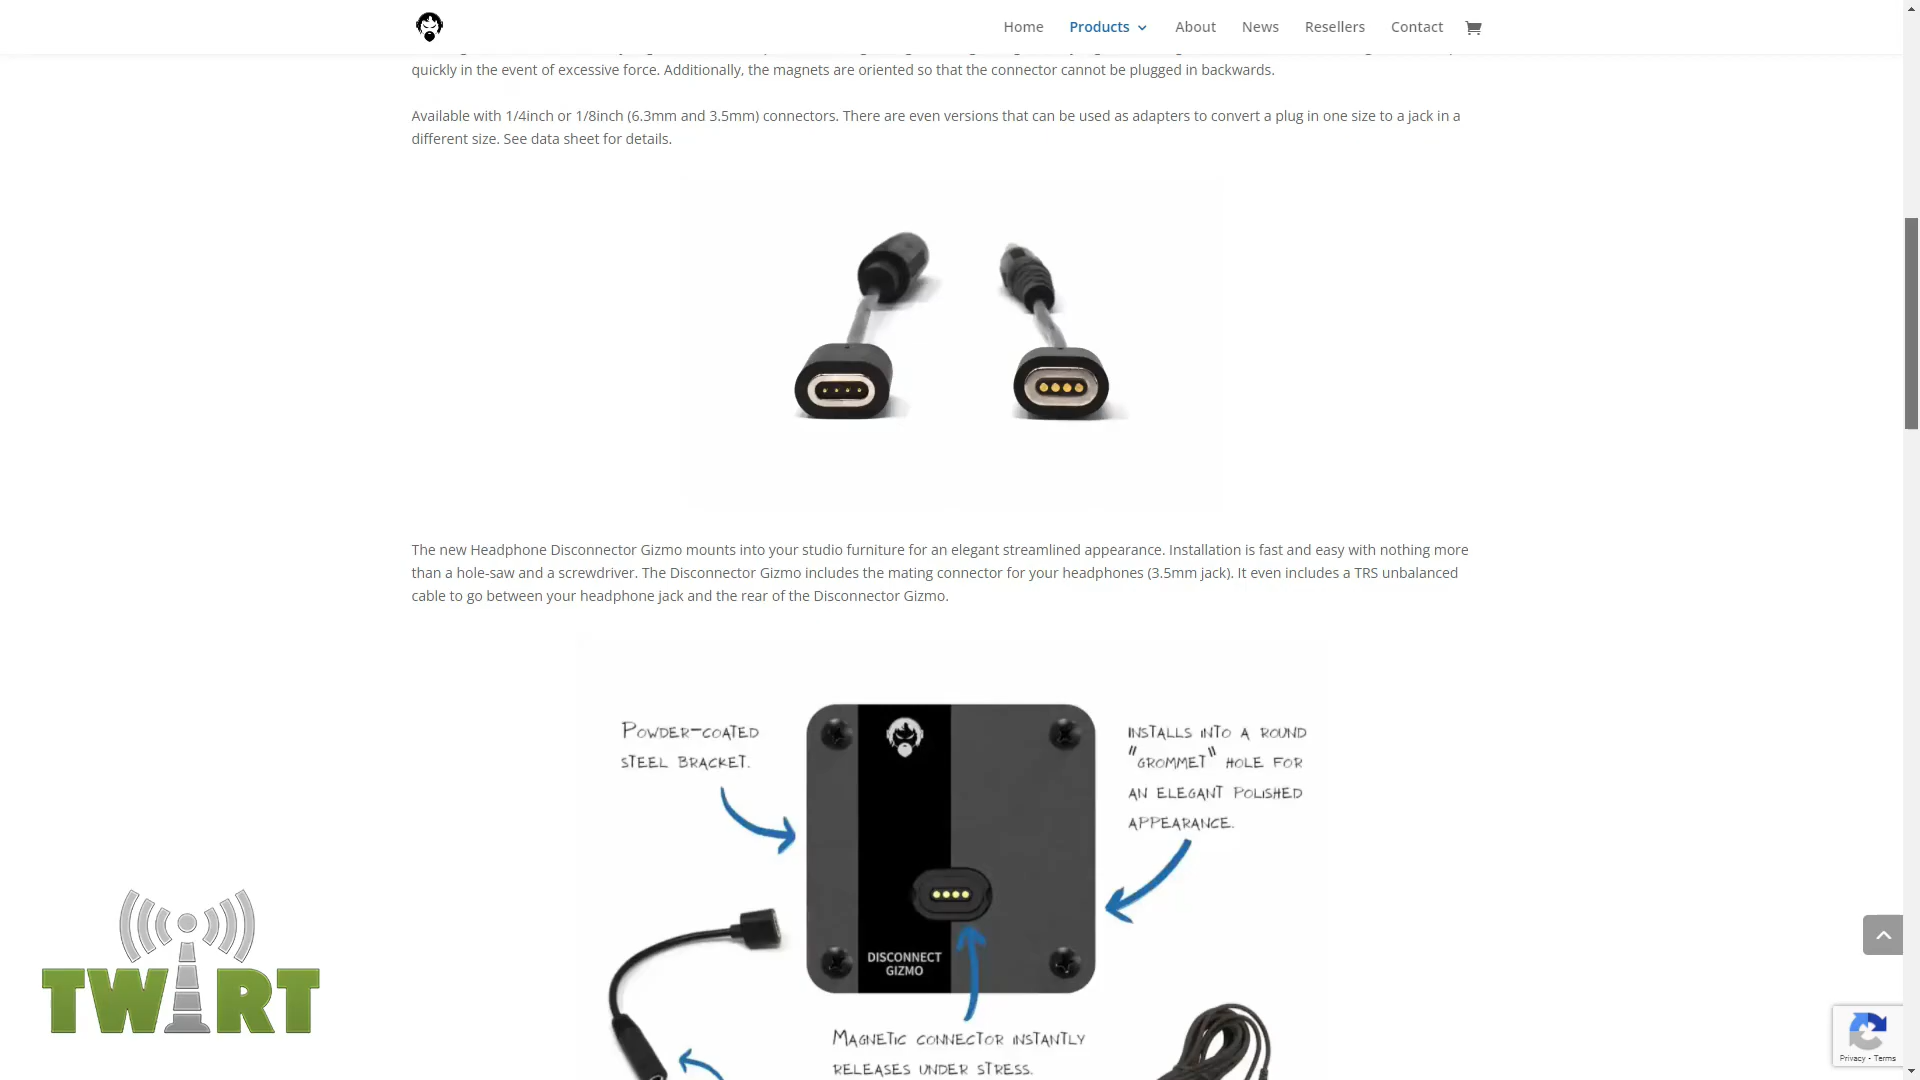 Home Products About News Resellers Contact
quickly in the event of excessive force. Additionally, the magnets are oriented so that the connector cannot be plugged in backwards.
Available with 1/4inch or 1/8inch (6.3mm and 3.5mm) connectors. There are even versions that can be used as adapters to convert a plug in one size to a jack in a
different size. See data sheet for details.
The new Headphone Disconnector Gizmo mounts into your studio furniture for an elegant streamlined appearance. Installation is fast and easy with nothing more
than a hole-saw and a screwdriver. The Disconnector Gizmo includes the mating connector for your headphones (3.5mm jack). It even includes a TRS unbalanced
cable to go between your headphone jack and the rear of the Disconnector Gizmo.
POWDER-COATED
STEEL BRACKET.
INSTALLS INTO A ROUND
"GROMMET" HOLE FOR
AN ELEGANT POLISHED
APPEARANCE.
DISCONNECT
GIZMO
MAGNETIC CONNECTOR INSTANTLY
RELEASES UNDER STRESS.
TWiRT
Privacy - Terms